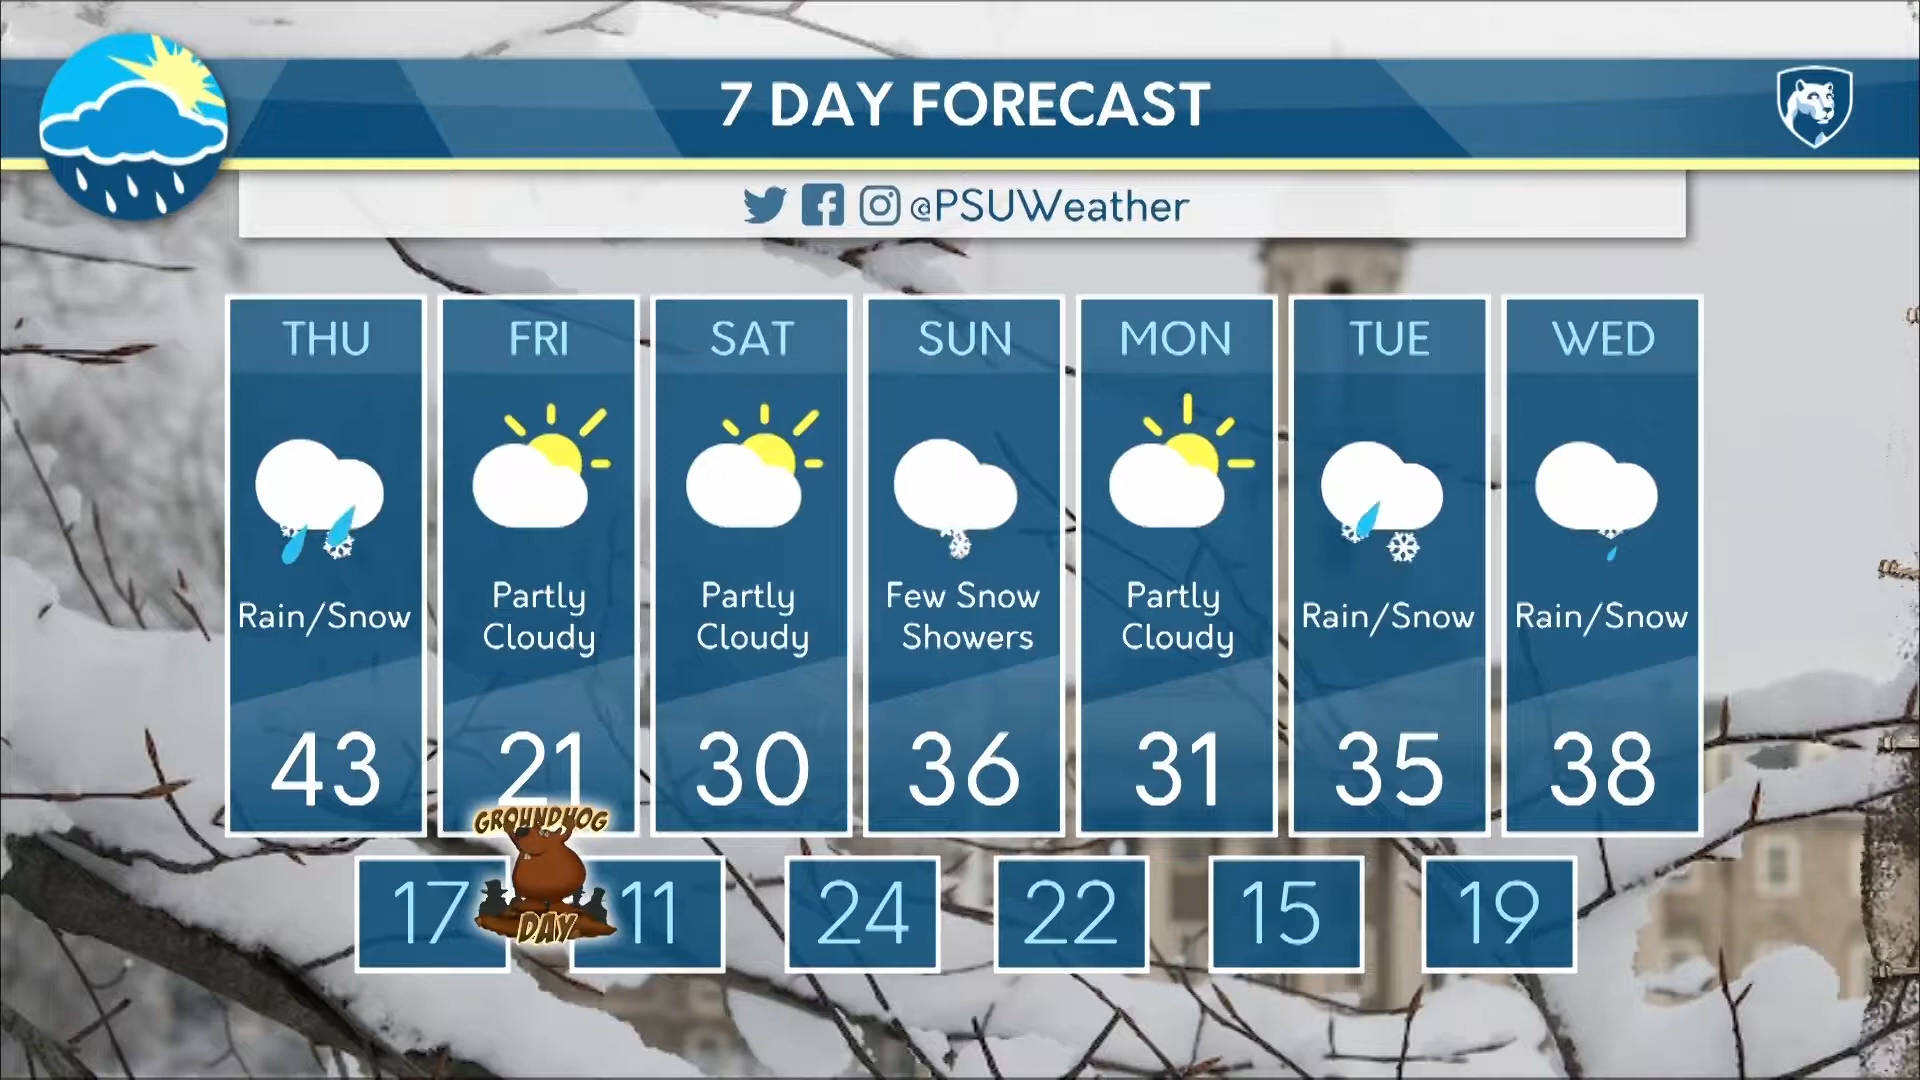 7 DAY FORECAST
@PSUWeather
THU FRI SAT SUN MON TUE WED
Rain/Snow
Partly
Cloudy
Partly
Cloudy
Few Snow
Showers
Partly
Cloudy
Rain/Snow
Rain/Snow
43 21 30 36 31 35 38
GROUNDHOG
DAY
17 11 24 22 15 19